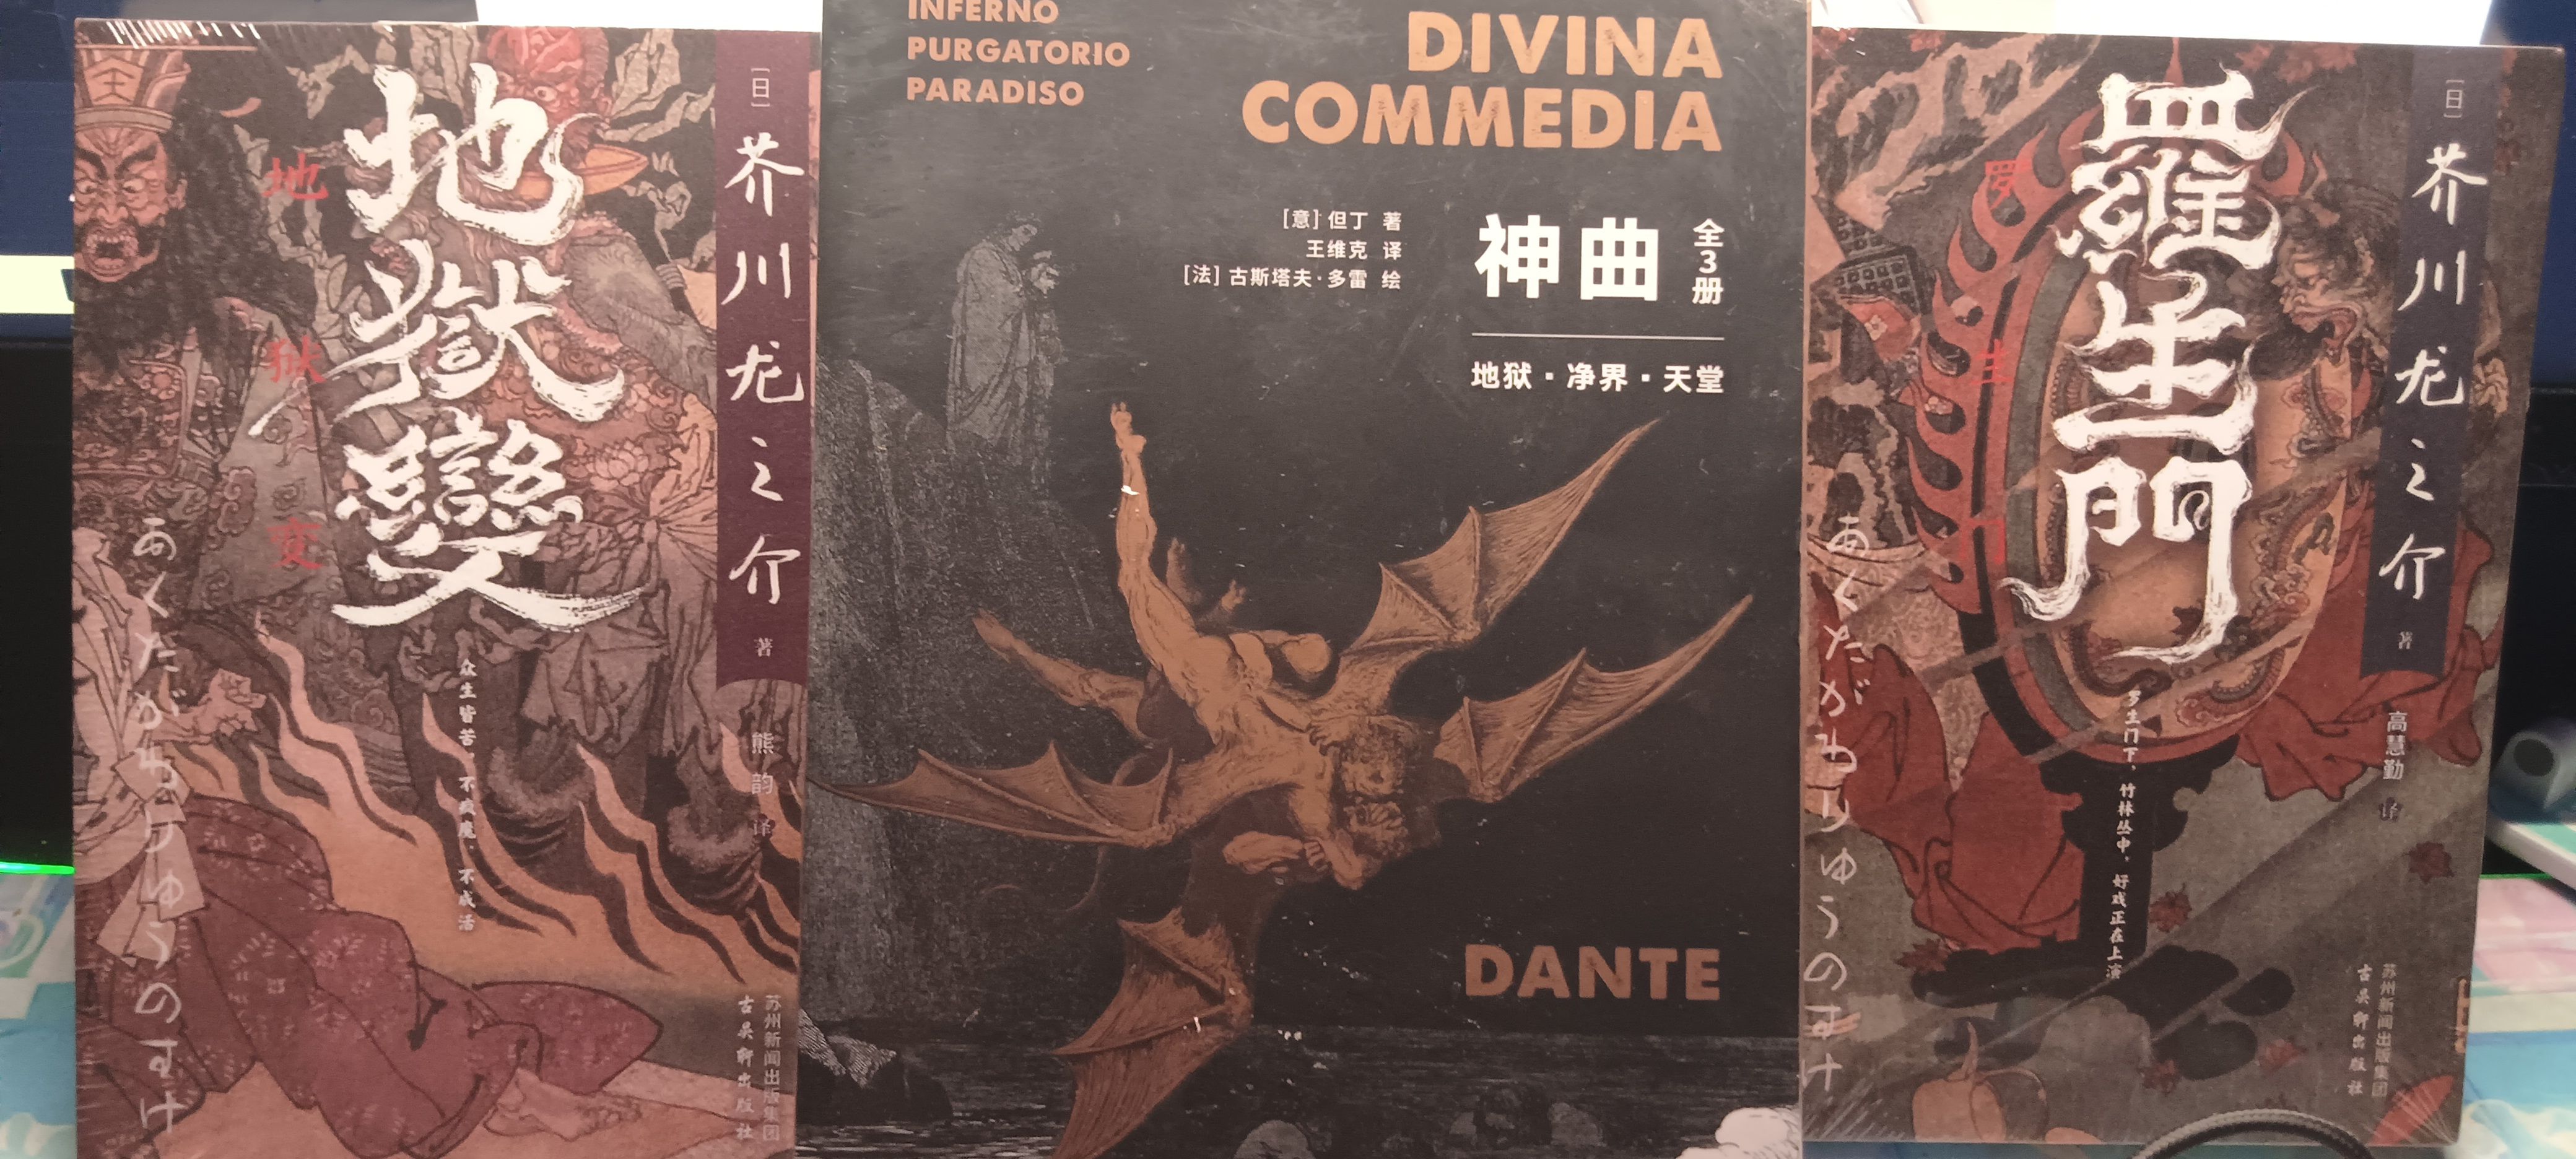 地獄變
地狱变
[日]
芥川龙之介
著
熊韵
译
あくたがわりゅうのすけ
众生皆苦,不疯魔,不成活
苏州新闻出版集团
古吴轩出版社
INFERNO
PURGATORIO
PARADISO
DIVINA
COMMEDIA
[意]但丁 著
王维克 译
[法]古斯塔夫·多雷 绘
神曲
全3册
地狱·净界·天堂
DANTE
羅生門
罗生门
[日]
芥川龙之介
著
高慧勤
译
あくたがわりゅうのすけ
罗生门下,竹林丛中,好戏正在上演
苏州新闻出版集团
古吴轩出版社